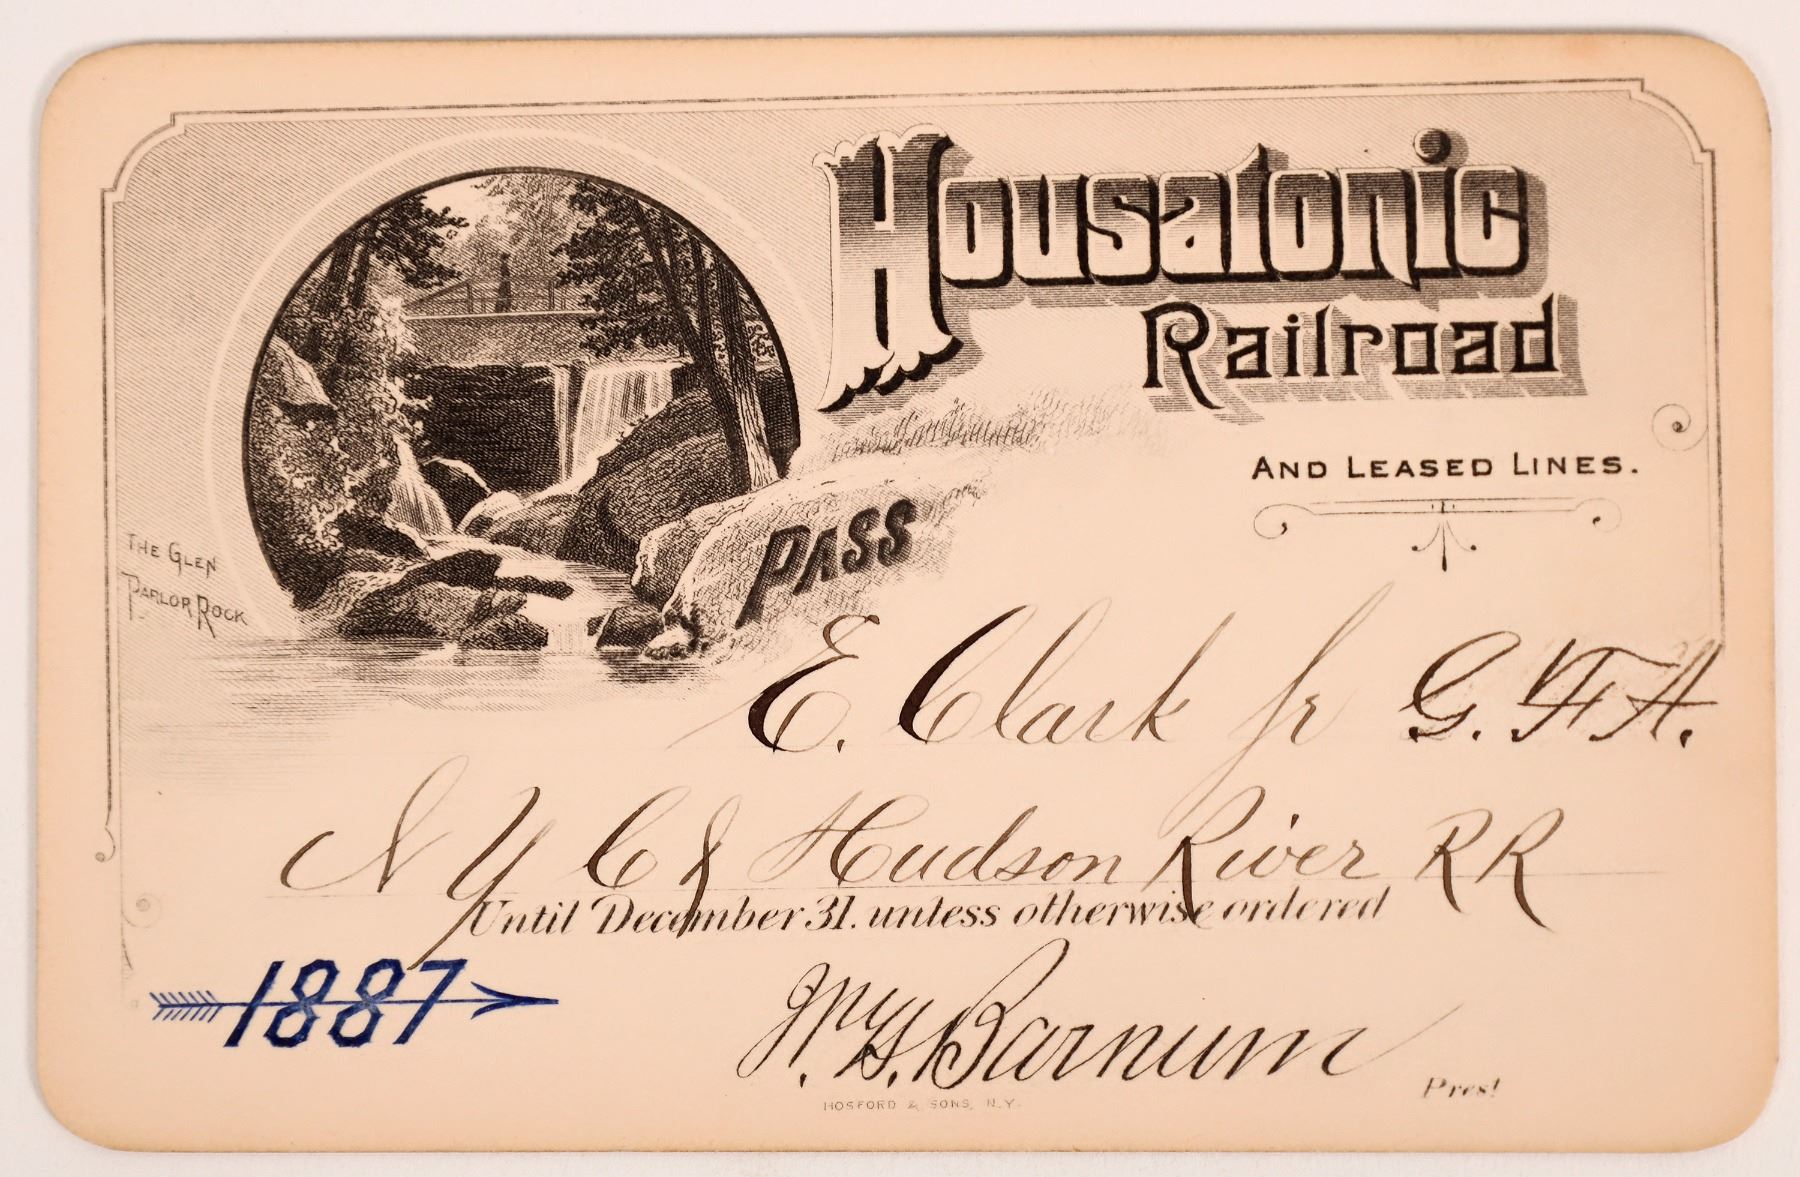 Housatonic
Railroad
AND LEASED LINES.
THE GLEN
PARLOR ROCK
PASS
E. Clark Jr G. F. A.
N Y C & Hudson River RR
Until December 31. unless otherwise ordered
1887
Wm H. Barnum
Prest
HOSFORD & SONS, N.Y.